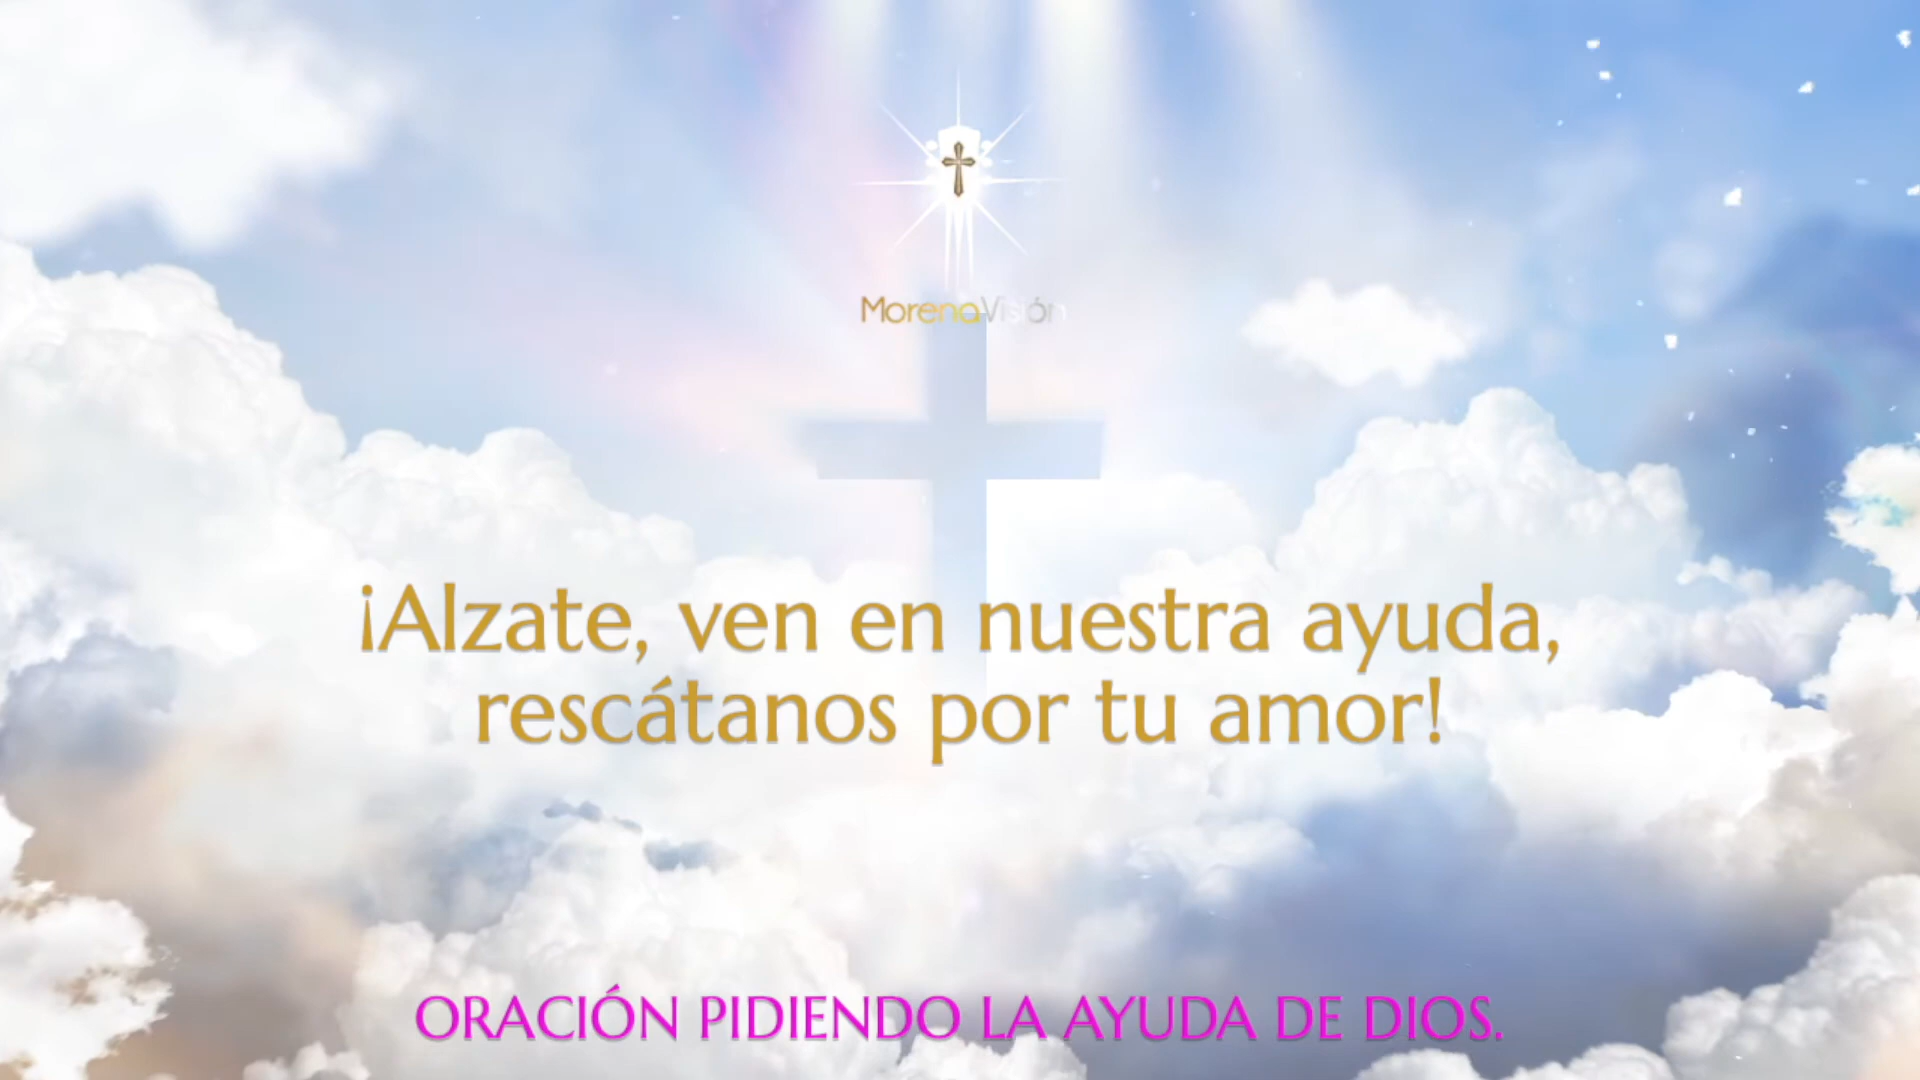 MorenaVisión
¡Alzate, ven en nuestra ayuda,
rescátanos por tu amor!
ORACIÓN PIDIENDO LA AYUDA DE DIOS.